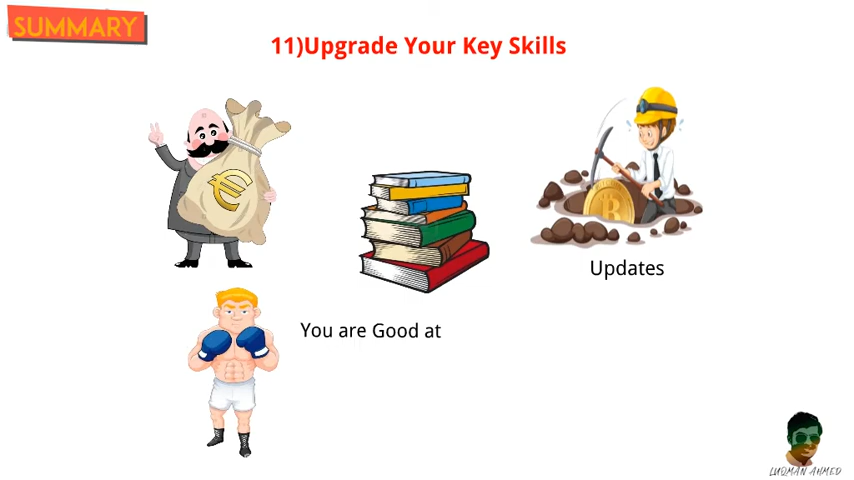 SUMMARY
11)Upgrade Your Key Skills
€
Updates
You are Good at
LUQMAN AHMED